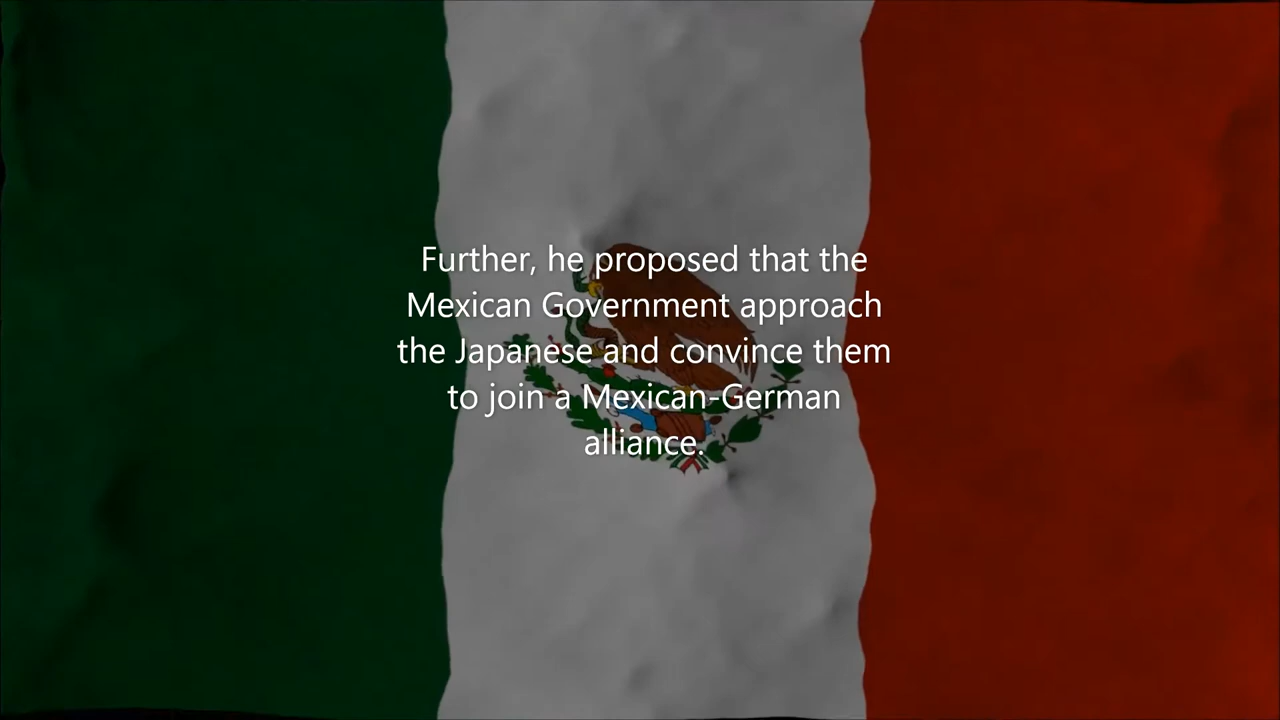 Further, he proposed that the
Mexican Government approach
the Japanese and convince them
to join a Mexican-German
alliance.